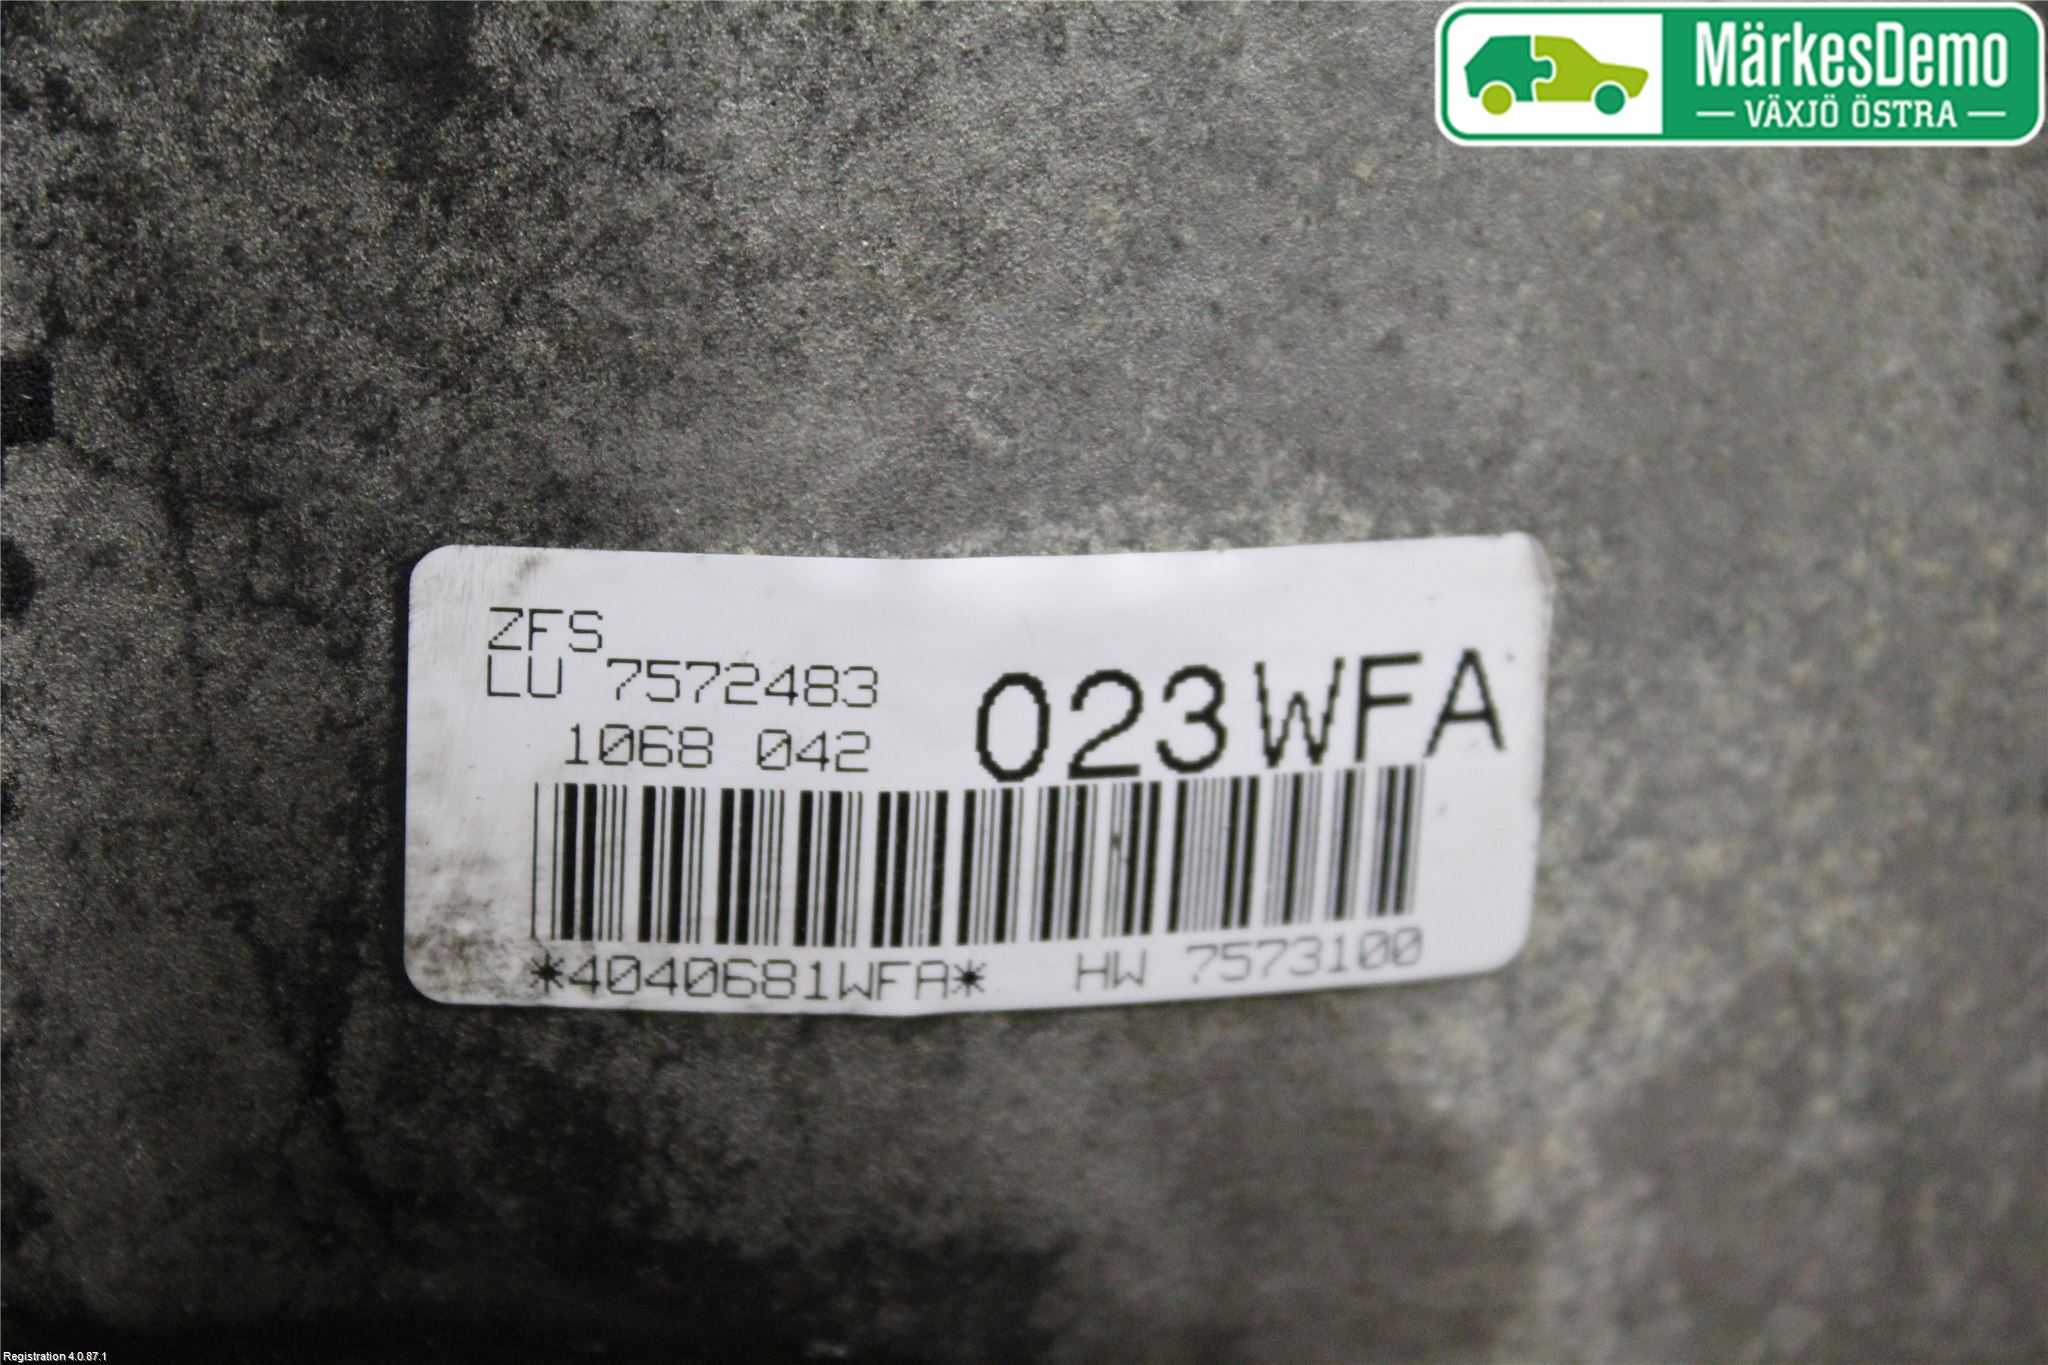 MärkesDemo
VÄXJÖ ÖSTRA
ZFS
LU 7572483
1068 042
023WFA
*4040681WFA* HW 7573100
Registration 4.0.87.1